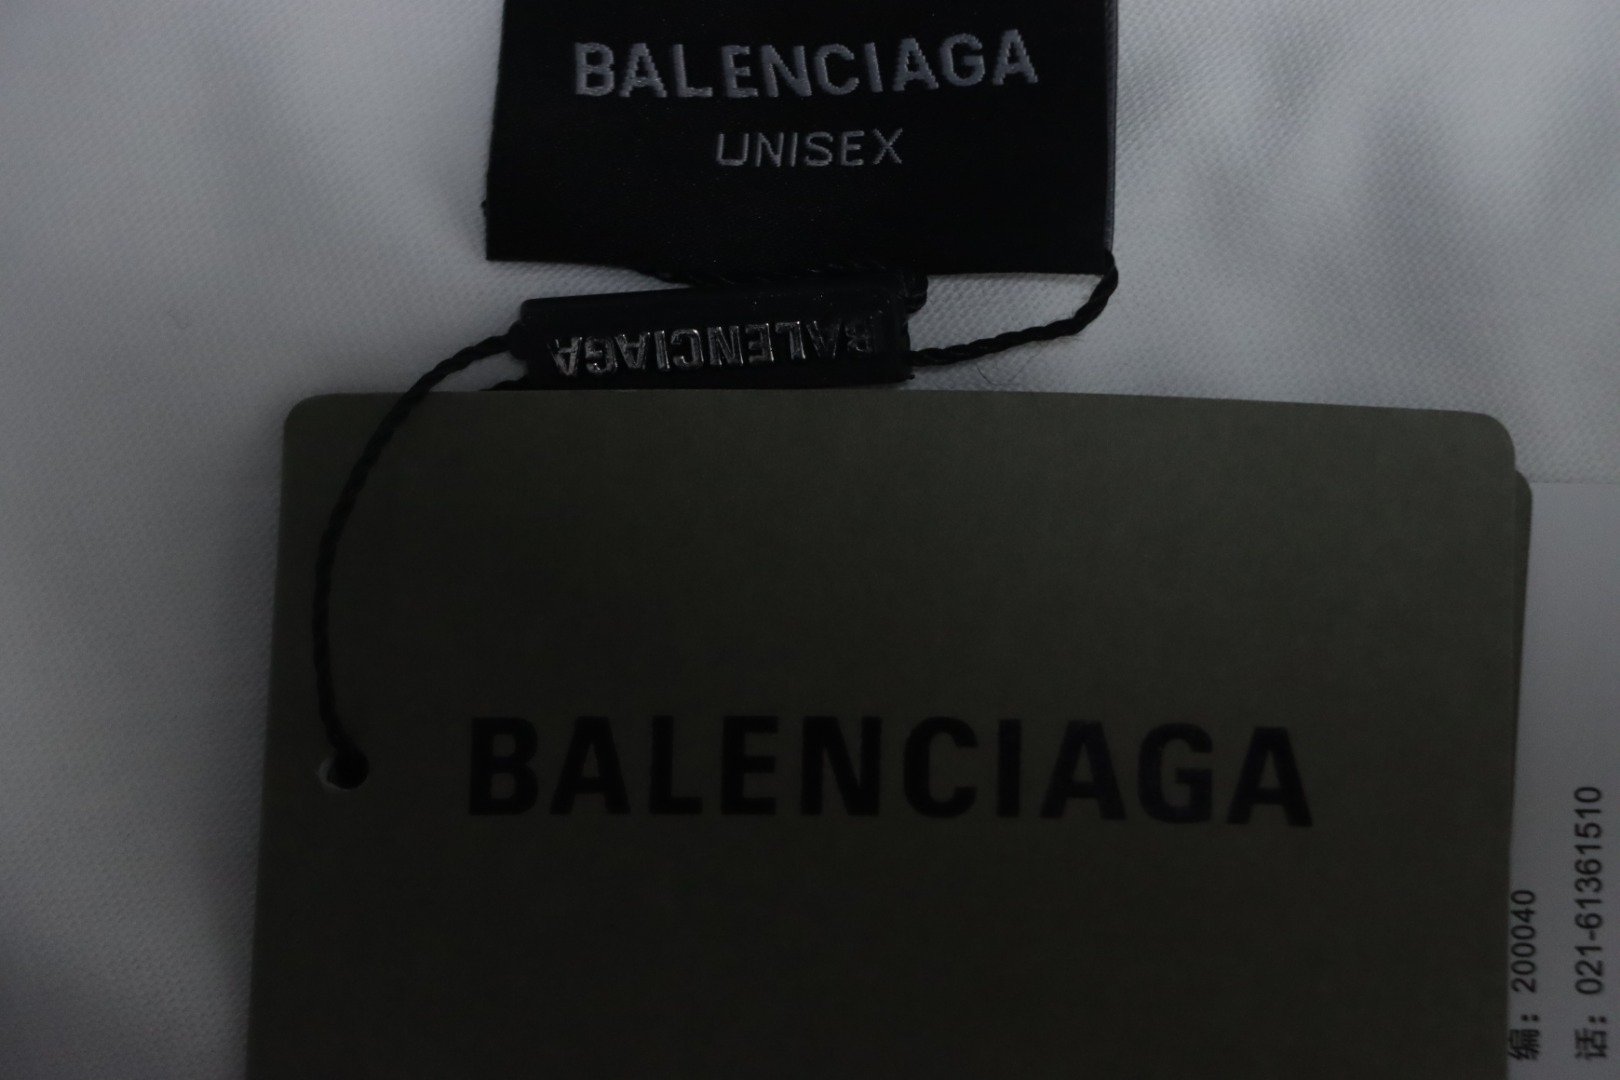 BALENCIAGA
UNISEX
BALENCIAGA
BALENCIAGA
编：200040
话：021-61361510